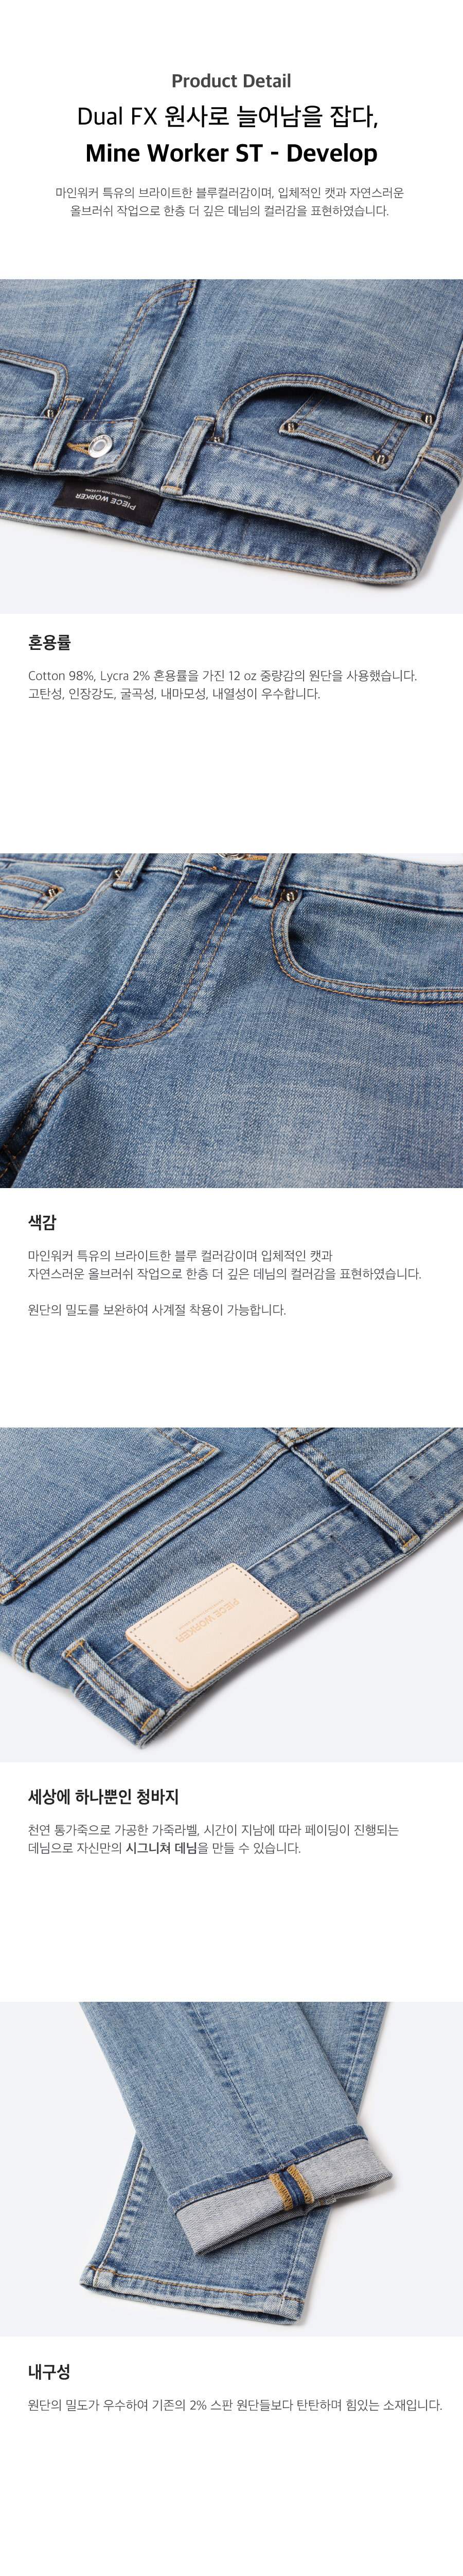 Product Detail
Dual FX 원사로 늘어남을 잡다,
Mine Worker ST - Develop
마인워커 특유의 브라이트한 블루컬러감이며, 입체적인 캣과 자연스러운
올브러쉬 작업으로 한층 더 깊은 데님의 컬러감을 표현하였습니다.
PIECE WORKER
혼용률
Cotton 98%, Lycra 2% 혼용률을 가진 12 oz 중량감의 원단을 사용했습니다.
고탄성, 인장강도, 굴곡성, 내마모성, 내열성이 우수합니다.
색감
마인워커 특유의 브라이트한 블루 컬러감이며 입체적인 캣과
자연스러운 올브러쉬 작업으로 한층 더 깊은 데님의 컬러감을 표현하였습니다.
원단의 밀도를 보완하여 사계절 착용이 가능합니다.
PIECE WORKER
세상에 하나뿐인 청바지
천연 통가죽으로 가공한 가죽라벨, 시간이 지남에 따라 페이딩이 진행되는
데님으로 자신만의 시그니쳐 데님을 만들 수 있습니다.
내구성
원단의 밀도가 우수하여 기존의 2% 스판 원단들보다 탄탄하며 힘있는 소재입니다.